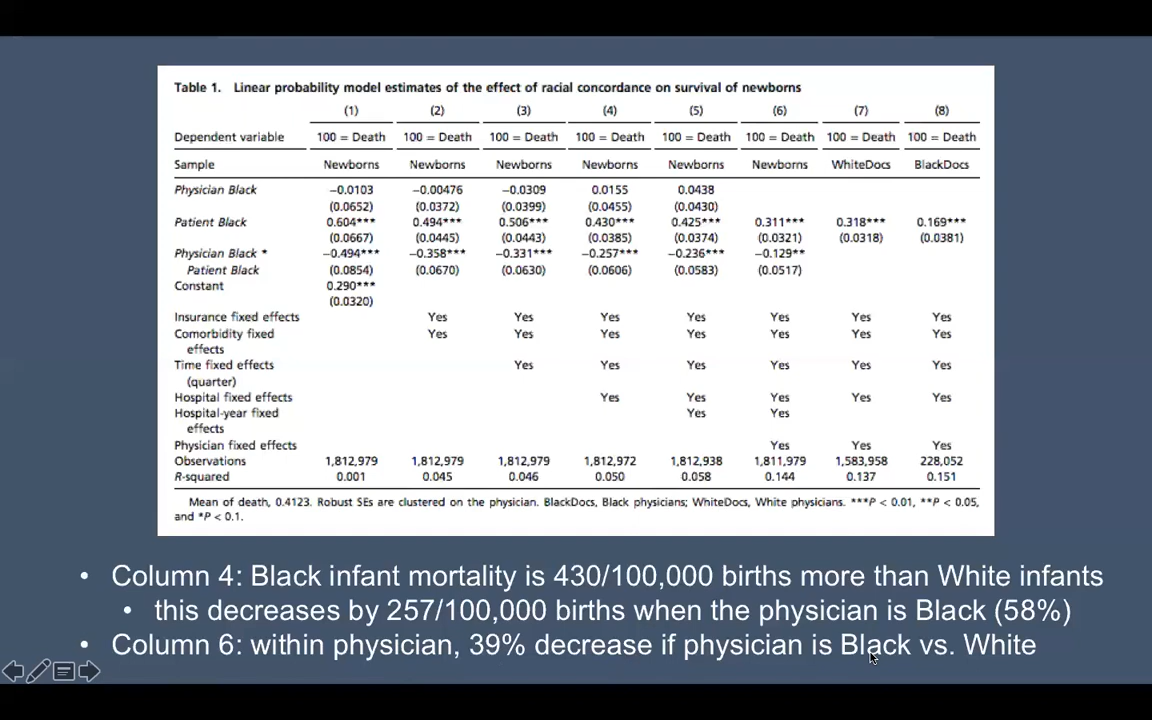 Table 1. Linear probability model estimates of the effect of racial concordance on survival of newborns
(1) (2) (3) (4) (5) (6) (7) (8)
Dependent variable 100 = Death 100 = Death 100 = Death 100 = Death 100 = Death 100 = Death 100 = Death 100 = Death
Sample Newborns Newborns Newborns Newborns Newborns Newborns WhiteDocs BlackDocs
Physician Black −0.0103 −0.00476 −0.0309 0.0155 0.0438
(0.0652) (0.0372) (0.0399) (0.0455) (0.0430)
Patient Black 0.604*** 0.494*** 0.506*** 0.430*** 0.425*** 0.311*** 0.318*** 0.169***
(0.0667) (0.0445) (0.0443) (0.0385) (0.0374) (0.0321) (0.0318) (0.0381)
Physician Black * −0.494*** −0.358*** −0.331*** −0.257*** −0.236*** −0.129**
Patient Black (0.0854) (0.0670) (0.0630) (0.0606) (0.0583) (0.0517)
Constant 0.290***
(0.0320)
Insurance fixed effects Yes Yes Yes Yes Yes Yes Yes
Comorbidity fixed Yes Yes Yes Yes Yes Yes Yes
effects
Time fixed effects Yes Yes Yes Yes Yes Yes
(quarter)
Hospital fixed effects Yes Yes Yes Yes Yes
Hospital-year fixed Yes Yes
effects
Physician fixed effects Yes Yes Yes
Observations 1,812,979 1,812,979 1,812,979 1,812,972 1,812,938 1,811,979 1,583,958 228,052
R-squared 0.001 0.045 0.046 0.050 0.058 0.144 0.137 0.151
Mean of death, 0.4123. Robust SEs are clustered on the physician. BlackDocs, Black physicians; WhiteDocs, White physicians. ***P < 0.01, **P < 0.05,
and *P < 0.1.
• Column 4: Black infant mortality is 430/100,000 births more than White infants
• this decreases by 257/100,000 births when the physician is Black (58%)
• Column 6: within physician, 39% decrease if physician is Black vs. White